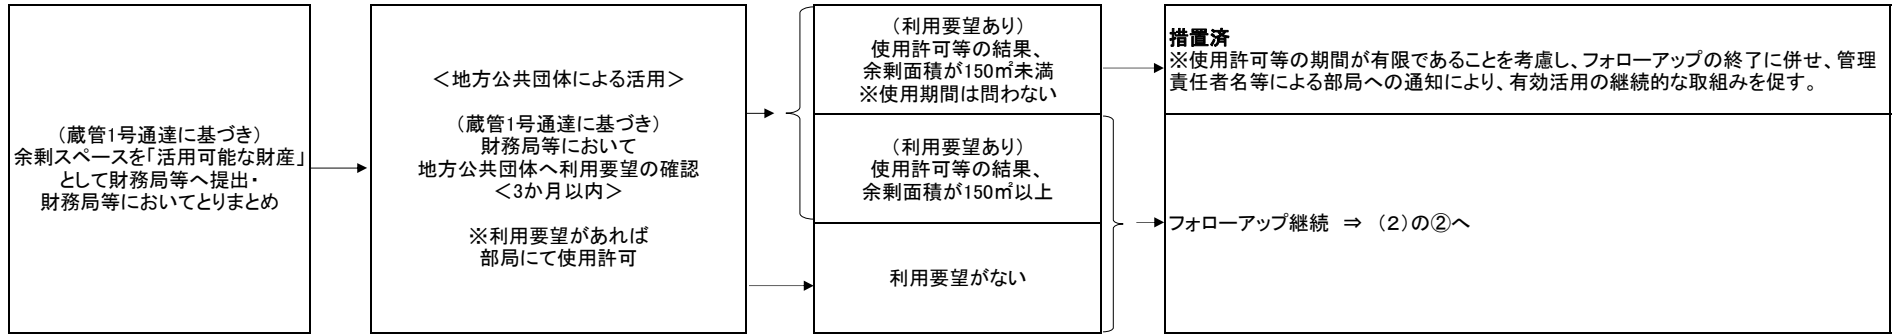 （蔵管1号通達に基づき）
余剰スペースを「活用可能な財産」
として財務局等へ提出・
財務局等においてとりまとめ
＜地方公共団体による活用＞
（蔵管1号通達に基づき）
財務局等において
地方公共団体へ利用要望の確認
＜3か月以内＞
※利用要望があれば
部局にて使用許可
（利用要望あり）
使用許可等の結果、
余剰面積が150㎡未満
※使用期間は問わない
（利用要望あり）
使用許可等の結果、
余剰面積が150㎡以上
利用要望がない
措置済
※使用許可等の期間が有限であることを考慮し、フォローアップの終了に併せ、管理
責任者名等による部局への通知により、有効活用の継続的な取組みを促す。
フォローアップ継続 ⇒ （2）の②へ